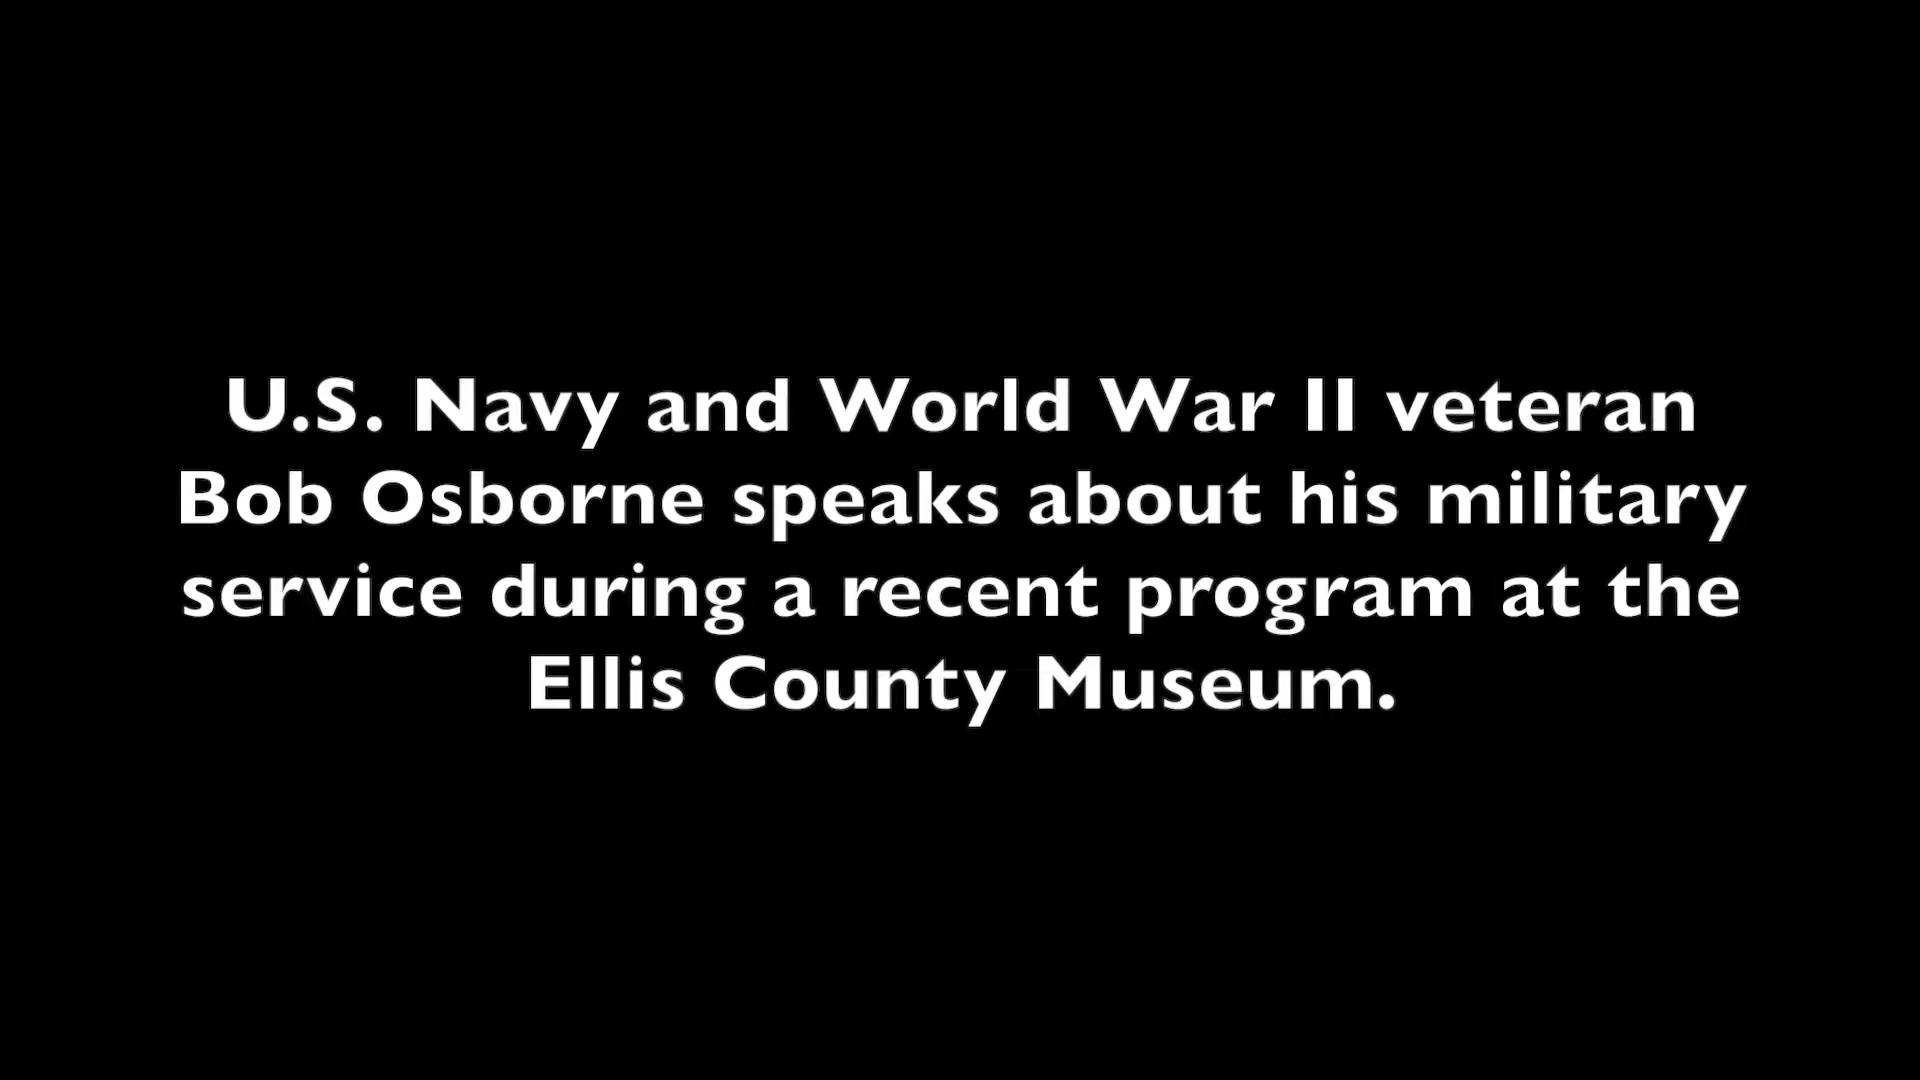 U.S. Navy and World War II veteran
Bob Osborne speaks about his military
service during a recent program at the
Ellis County Museum.